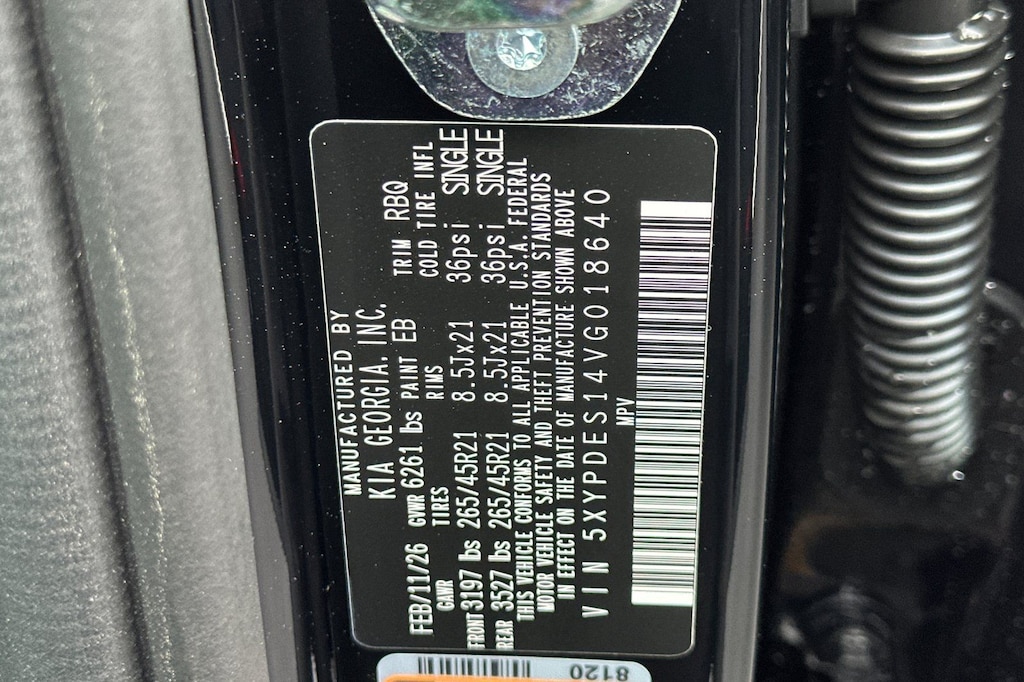 MANUFACTURED BY
KIA GEORGIA, INC.
FEB/11/26 GVWR 6261 lbs PAINT EB TRIM RBQ
GAWR TIRES RIMS COLD TIRE INFL
FRONT 3197 lbs 265/45R21 8.5Jx21 36psi SINGLE
REAR 3527 lbs 265/45R21 8.5Jx21 36psi SINGLE
THIS VEHICLE CONFORMS TO ALL APPLICABLE U.S.A. FEDERAL
MOTOR VEHICLE SAFETY AND THEFT PREVENTION STANDARDS
IN EFFECT ON THE DATE OF MANUFACTURE SHOWN ABOVE
VIN 5XYPDES14VG018640
MPV
8120